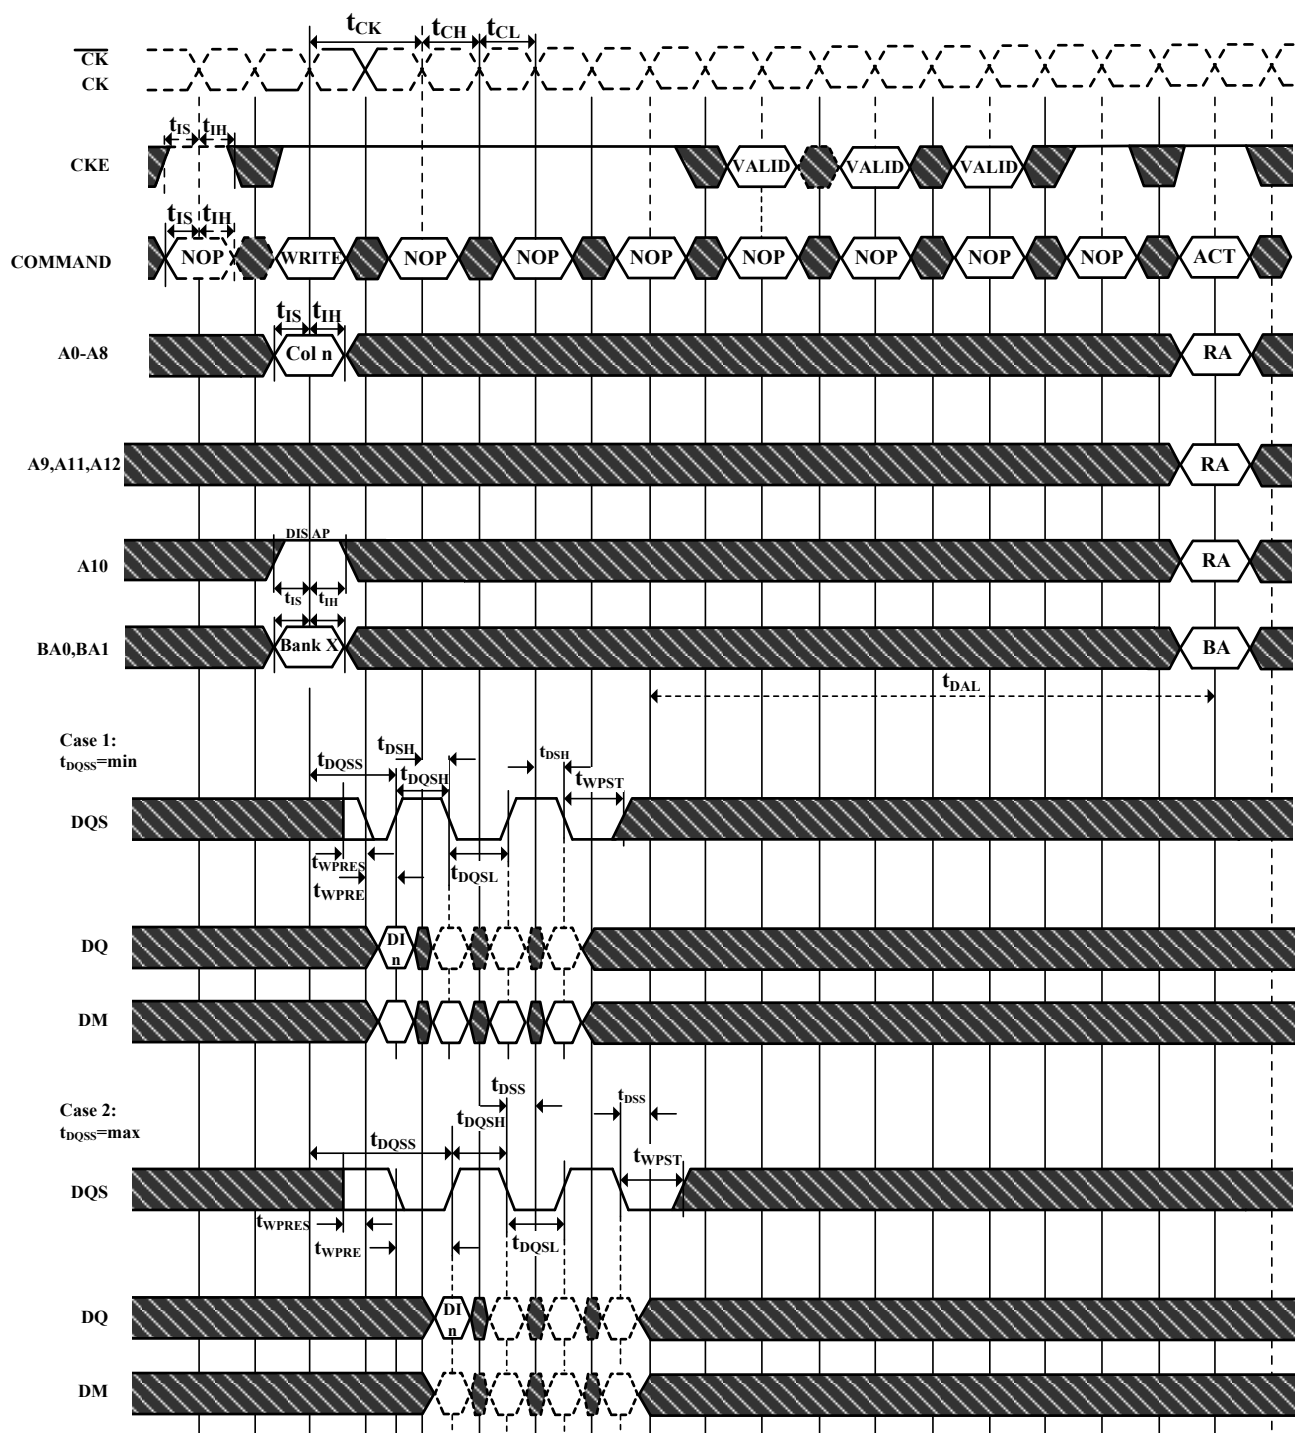 tCK tCH tCL
CK
CK
tIS tIH
CKE VALID VALID VALID
tIS tIH
COMMAND NOP WRITE NOP NOP NOP NOP NOP NOP NOP ACT
tIS tIH
A0-A8 Col n RA
A9,A11,A12 RA
DIS AP
A10 RA
tIS tIH
BA0,BA1 Bank X BA
tDAL
Case 1:
tDQSS=min
tDSH tDSH
tDQSS tDQSH tWPST
DQS
tWPRES
tWPRE tDQSL
DQ DI
n
DM
Case 2:
tDQSS=max
tDSS tDSS
tDQSS tDQSH tWPST
DQS
tWPRES
tWPRE tDQSL
DQ DI
n
DM